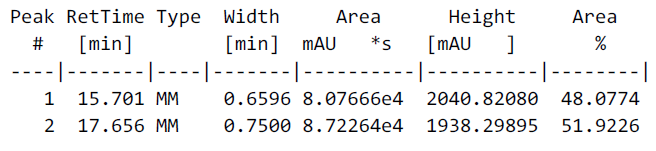 Peak RetTime Type  Width     Area      Height     Area
  #   [min]        [min]  mAU   *s   [mAU   ]      %
----|-------|----|-------|----------|----------|--------|
   1  15.701 MM    0.6596 8.07666e4  2040.82080  48.0774
   2  17.656 MM    0.7500 8.72264e4  1938.29895  51.9226